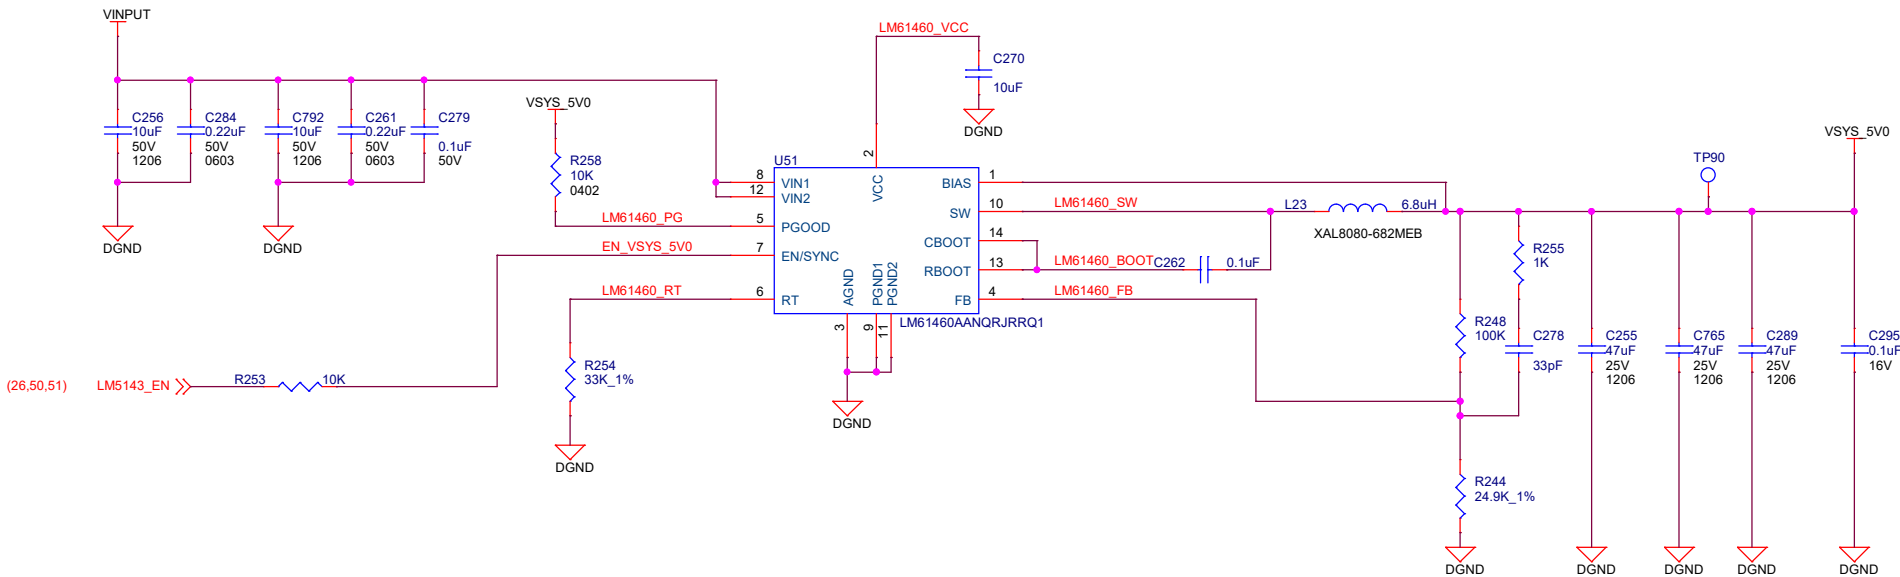 VINPUT
C256
10uF
50V
1206
C284
0.22uF
50V
0603
C792
10uF
50V
1206
C261
0.22uF
50V
0603
C279
0.1uF
50V
DGND
DGND
VSYS_5V0
R258
10K
0402
LM61460_VCC
C270
10uF
DGND
U51
LM61460_PG
EN_VSYS_5V0
LM61460_RT
8
12
5
7
6
VIN1
VIN2
PGOOD
EN/SYNC
RT
2
VCC
AGND
PGND1
PGND2
3
9
11
BIAS
SW
CBOOT
RBOOT
FB
1
10
14
13
4
LM61460AANQRJRRQ1
LM61460_SW
LM61460_BOOT
C262
0.1uF
LM61460_FB
L23
6.8uH
XAL8080-682MEB
TP90
VSYS_5V0
R255
1K
R248
100K
C278
33pF
C255
47uF
25V
1206
C765
47uF
25V
1206
C289
47uF
25V
1206
C295
0.1uF
16V
(26,50,51)
LM5143_EN
R253
10K
R254
33K_1%
DGND
DGND
R244
24.9K_1%
DGND
DGND
DGND
DGND
DGND